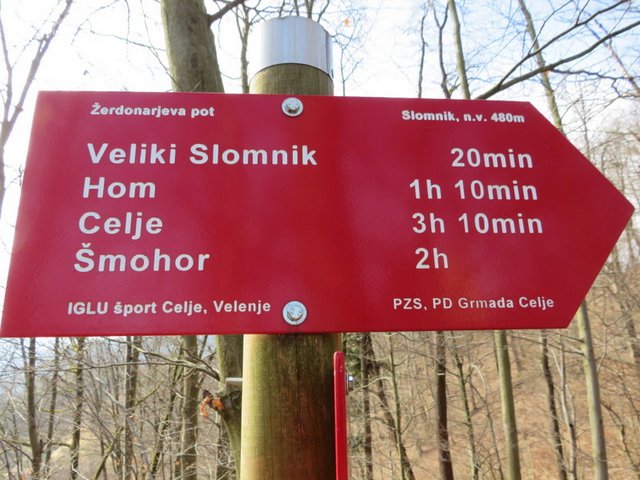 Žerdonarjeva pot Slomnik, n.v. 480m
Veliki Slomnik 20min
Hom 1h 10min
Celje 3h 10min
Šmohor 2h
IGLU šport Celje, Velenje PZS, PD Grmada Celje